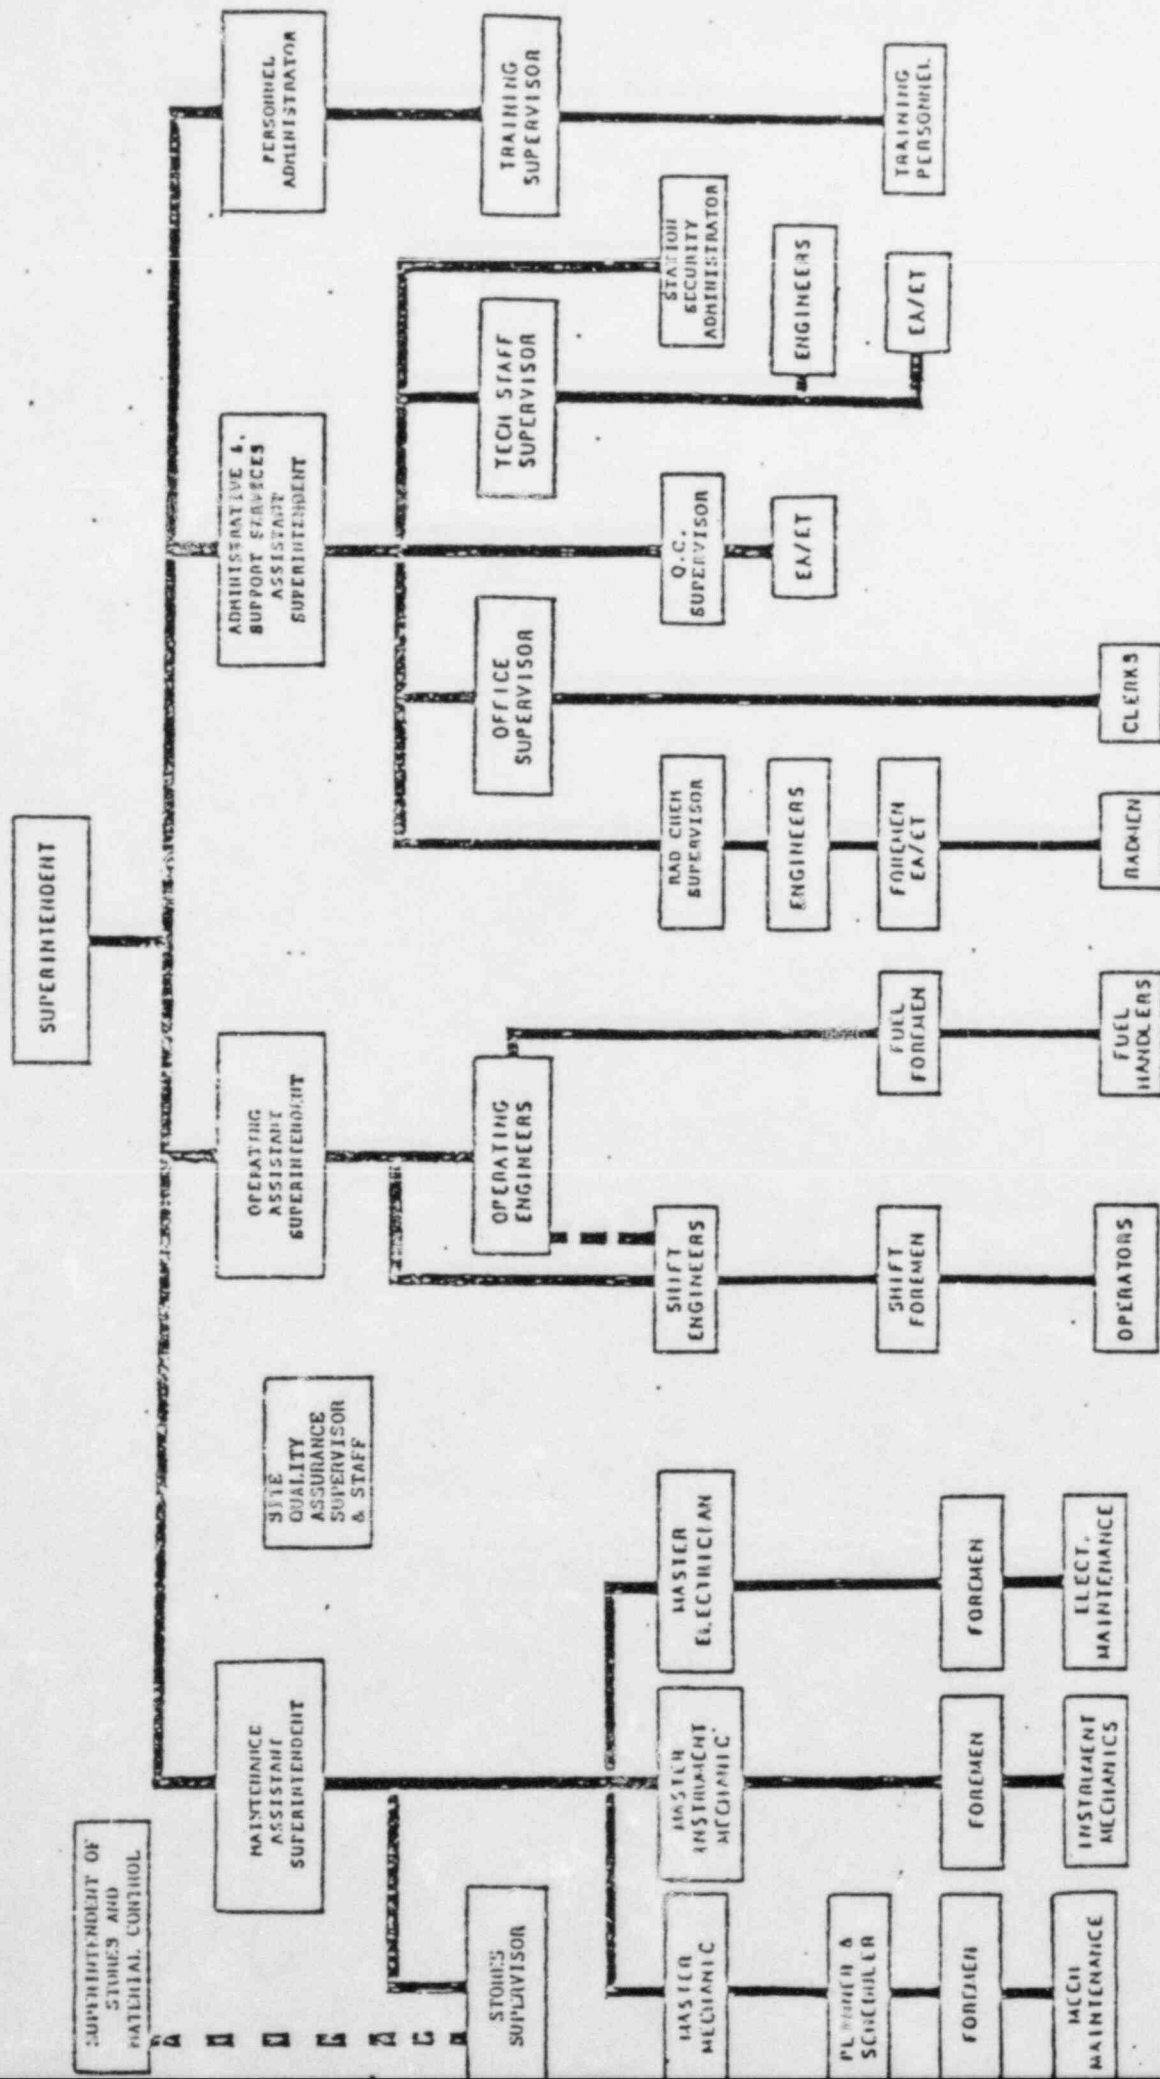 SUPERINTENDENT
SUPERINTENDENT OF
STORES AND
MATERIAL CONTROL
MAINTENANCE
ASSISTANT
SUPERINTENDENT
SITE
QUALITY
ASSURANCE
SUPERVISOR
& STAFF
OPERATING
ASSISTANT
SUPERINTENDENT
ADMINISTRATIVE &
SUPPORT SERVICES
ASSISTANT
SUPERINTENDENT
PERSONNEL
ADMINISTRATOR
STORES
SUPERVISOR
OPERATING
ENGINEERS
OFFICE
SUPERVISOR
TECH STAFF
SUPERVISOR
TRAINING
SUPERVISOR
MASTER
MECHANIC
MASTER
INSTRUMENT
MECHANIC
MASTER
ELECTRICIAN
SHIFT
ENGINEERS
RAD CHEM
SUPERVISOR
Q.C.
SUPERVISOR
STATION
SECURITY
ADMINISTRATOR
PLANNER &
SCHEDULER
ENGINEERS
EA/ET
ENGINEERS
FOREMEN
FOREMEN
FOREMEN
SHIFT
FOREMEN
FUEL
FOREMEN
FOREMEN
EA/ET
EA/ET
TRAINING
PERSONNEL
MECH
MAINTENANCE
INSTRUMENT
MECHANICS
ELECT.
MAINTENANCE
OPERATORS
FUEL
HANDLERS
RADMEN
CLERKS